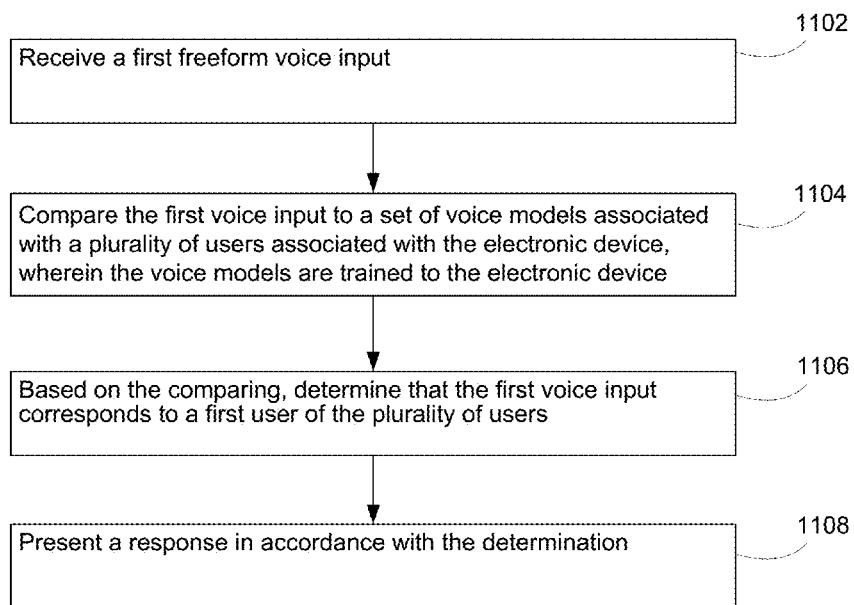 1102
Receive a first freeform voice input
1104
Compare the first voice input to a set of voice models associated
with a plurality of users associated with the electronic device,
wherein the voice models are trained to the electronic device
1106
Based on the comparing, determine that the first voice input
corresponds to a first user of the plurality of users
1108
Present a response in accordance with the determination